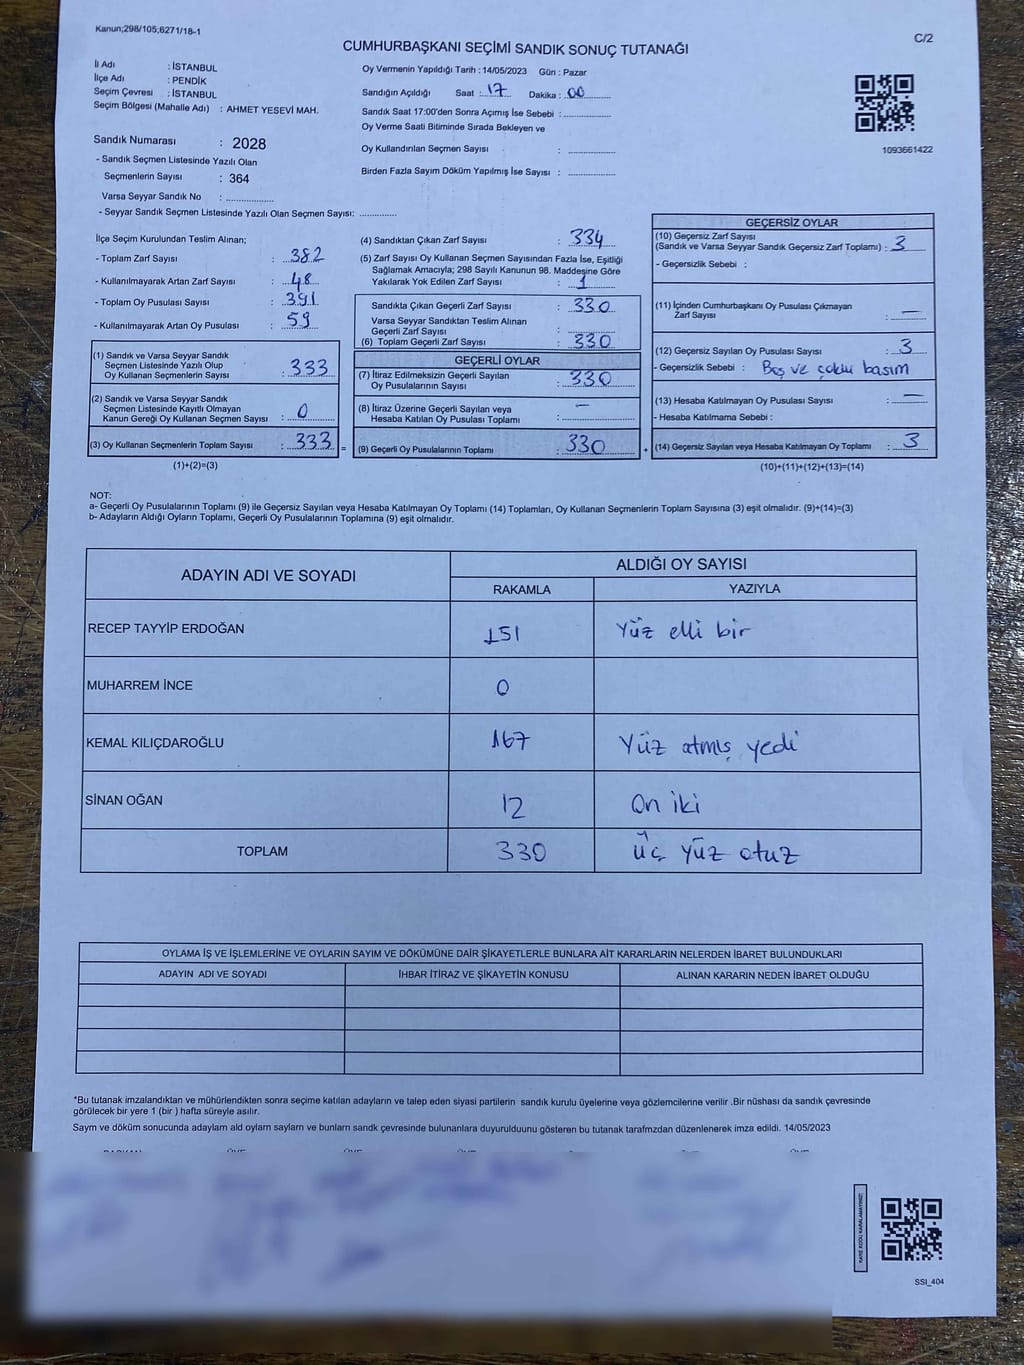 Kanun;298/105;6271/18-1
C/2
CUMHURBAŞKANI SEÇİMİ SANDIK SONUÇ TUTANAĞI
İl Adı : İSTANBUL
İlçe Adı : PENDİK
Seçim Çevresi : İSTANBUL
Seçim Bölgesi (Mahalle Adı) : AHMET YESEVİ MAH.
Sandık Numarası : 2028
- Sandık Seçmen Listesinde Yazılı Olan
Seçmenlerin Sayısı : 364
Varsa Seyyar Sandık No : ...............
- Seyyar Sandık Seçmen Listesinde Yazılı Olan Seçmen Sayısı: ............
Oy Vermenin Yapıldığı Tarih : 14/05/2023 Gün : Pazar
Sandığın Açıldığı Saat : 17 Dakika : 00
Sandık Saat 17:00'den Sonra Açımış İse Sebebi : ...............
Oy Verme Saati Bitiminde Sırada Bekleyen ve
Oy Kullandırılan Seçmen Sayısı : ...............
Birden Fazla Sayım Döküm Yapılmış İse Sayısı : ...............
1093661422
İlçe Seçim Kurulundan Teslim Alınan;
- Toplam Zarf Sayısı : 382
- Kullanılmayarak Artan Zarf Sayısı : 48
- Toplam Oy Pusulası Sayısı : 391
- Kullanılmayarak Artan Oy Pusulası : 59
(1) Sandık ve Varsa Seyyar Sandık
Seçmen Listesinde Yazılı Olup
Oy Kullanan Seçmenlerin Sayısı : 333
(2) Sandık ve Varsa Seyyar Sandık
Seçmen Listesinde Kayıtlı Olmayan
Kanun Gereği Oy Kullanan Seçmen Sayısı : 0
(3) Oy Kullanan Seçmenlerin Toplam Sayısı : 333 =
(1)+(2)=(3)
(4) Sandıktan Çıkan Zarf Sayısı : 334
(5) Zarf Sayısı Oy Kullanan Seçmen Sayısından Fazla İse, Eşitliği
Sağlamak Amacıyla; 298 Sayılı Kanunun 98. Maddesine Göre
Yakılarak Yok Edilen Zarf Sayısı : 1
Sandıkta Çıkan Geçerli Zarf Sayısı : 330
Varsa Seyyar Sandıktan Teslim Alınan
Geçerli Zarf Sayısı :
(6) Toplam Geçerli Zarf Sayısı : 330
GEÇERLİ OYLAR
(7) İtiraz Edilmeksizin Geçerli Sayılan
Oy Pusulalarının Sayısı : 330
(8) İtiraz Üzerine Geçerli Sayılan veya
Hesaba Katılan Oy Pusulası Toplamı : —
(9) Geçerli Oy Pusulalarının Toplamı : 330 +
GEÇERSİZ OYLAR
(10) Geçersiz Zarf Sayısı
(Sandık ve Varsa Seyyar Sandık Geçersiz Zarf Toplamı) : 3
- Geçersizlik Sebebi :
(11) İçinden Cumhurbaşkanı Oy Pusulası Çıkmayan
Zarf Sayısı : —
(12) Geçersiz Sayılan Oy Pusulası Sayısı : 3
- Geçersizlik Sebebi : Boş ve çoklu basım
(13) Hesaba Katılmayan Oy Pusulası Sayısı : —
- Hesaba Katılmama Sebebi :
(14) Geçersiz Sayılan veya Hesaba Katılmayan Oy Toplamı : 3
(10)+(11)+(12)+(13)=(14)
NOT:
a- Geçerli Oy Pusulalarının Toplamı (9) ile Geçersiz Sayılan veya Hesaba Katılmayan Oy Toplamı (14) Toplamları, Oy Kullanan Seçmenlerin Toplam Sayısına (3) eşit olmalıdır. (9)+(14)=(3)
b- Adayların Aldığı Oyların Toplamı, Geçerli Oy Pusulalarının Toplamına (9) eşit olmalıdır.
ADAYIN ADI VE SOYADI ALDIĞI OY SAYISI
RAKAMLA YAZIYLA
RECEP TAYYİP ERDOĞAN 151 Yüz elli bir
MUHARREM İNCE 0
KEMAL KILIÇDAROĞLU 167 Yüz atmış yedi
SİNAN OĞAN 12 On iki
TOPLAM 330 üç yüz otuz
OYLAMA İŞ VE İŞLEMLERİNE VE OYLARIN SAYIM VE DÖKÜMÜNE DAİR ŞİKAYETLERLE BUNLARA AİT KARARLARIN NELERDEN İBARET BULUNDUKLARI
ADAYIN ADI VE SOYADI İHBAR İTİRAZ VE ŞİKAYETİN KONUSU ALINAN KARARIN NEDEN İBARET OLDUĞU
*Bu tutanak imzalandıktan ve mühürlendikten sonra seçime katılan adayların ve talep eden siyasi partilerin sandık kurulu üyelerine veya gözlemcilerine verilir .Bir nüshası da sandık çevresinde
görülecek bir yere 1 (bir ) hafta süreyle asılır.
Sayım ve döküm sonucunda adaylam ald oylam saylam ve bunlarn sandk çevresinde bulunanlara duyurulduunu gösteren bu tutanak tarafmzdan düzenlenerek imza edildi. 14/05/2023
SSI_404